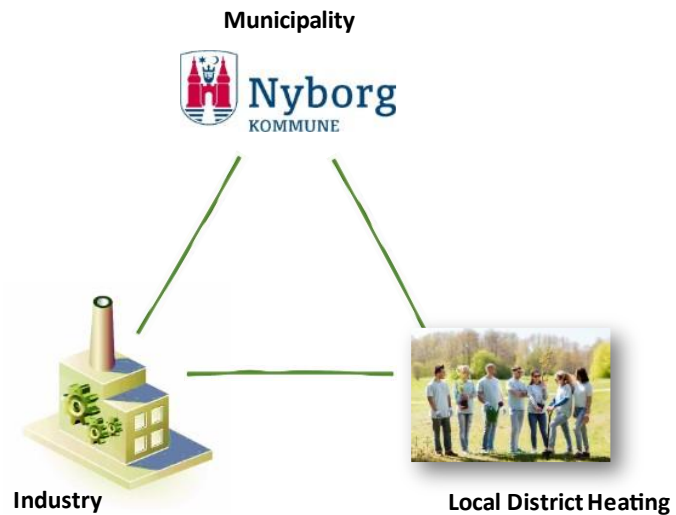 Municipality
Nyborg
KOMMUNE
Industry
Local District Heating